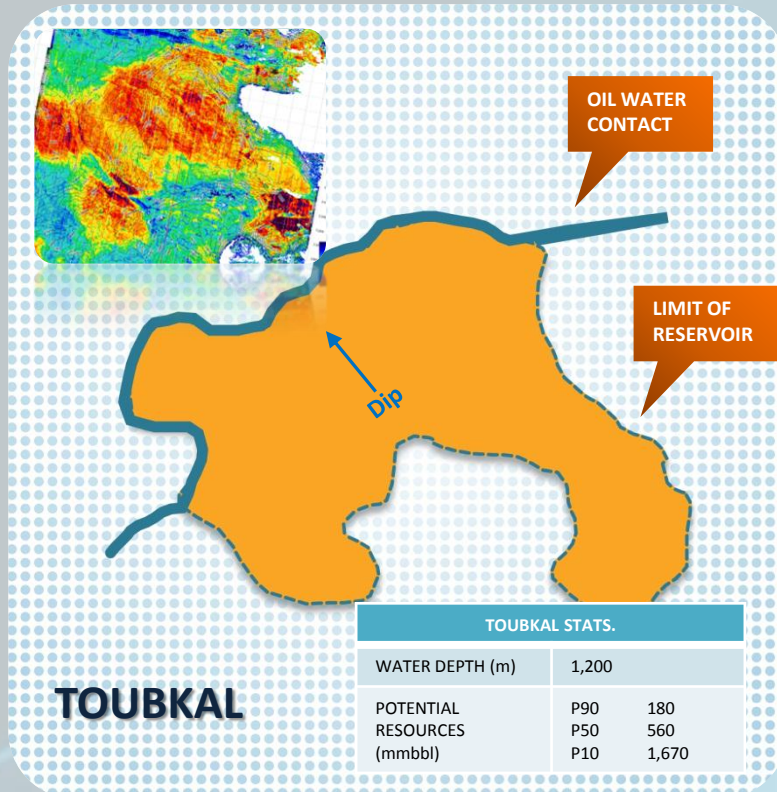 OIL WATER
CONTACT
LIMIT OF
RESERVOIR
Dip
TOUBKAL
TOUBKAL STATS.
WATER DEPTH (m) 1,200
POTENTIAL P90 180
RESOURCES P50 560
(mmbbl) P10 1,670